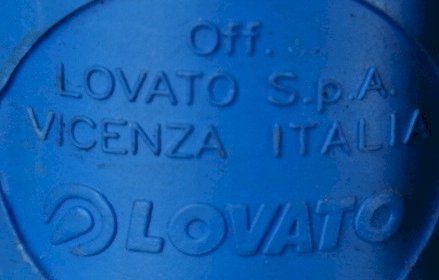 Off.
LOVATO S.p.A.
VICENZA ITALIA
LOVATO